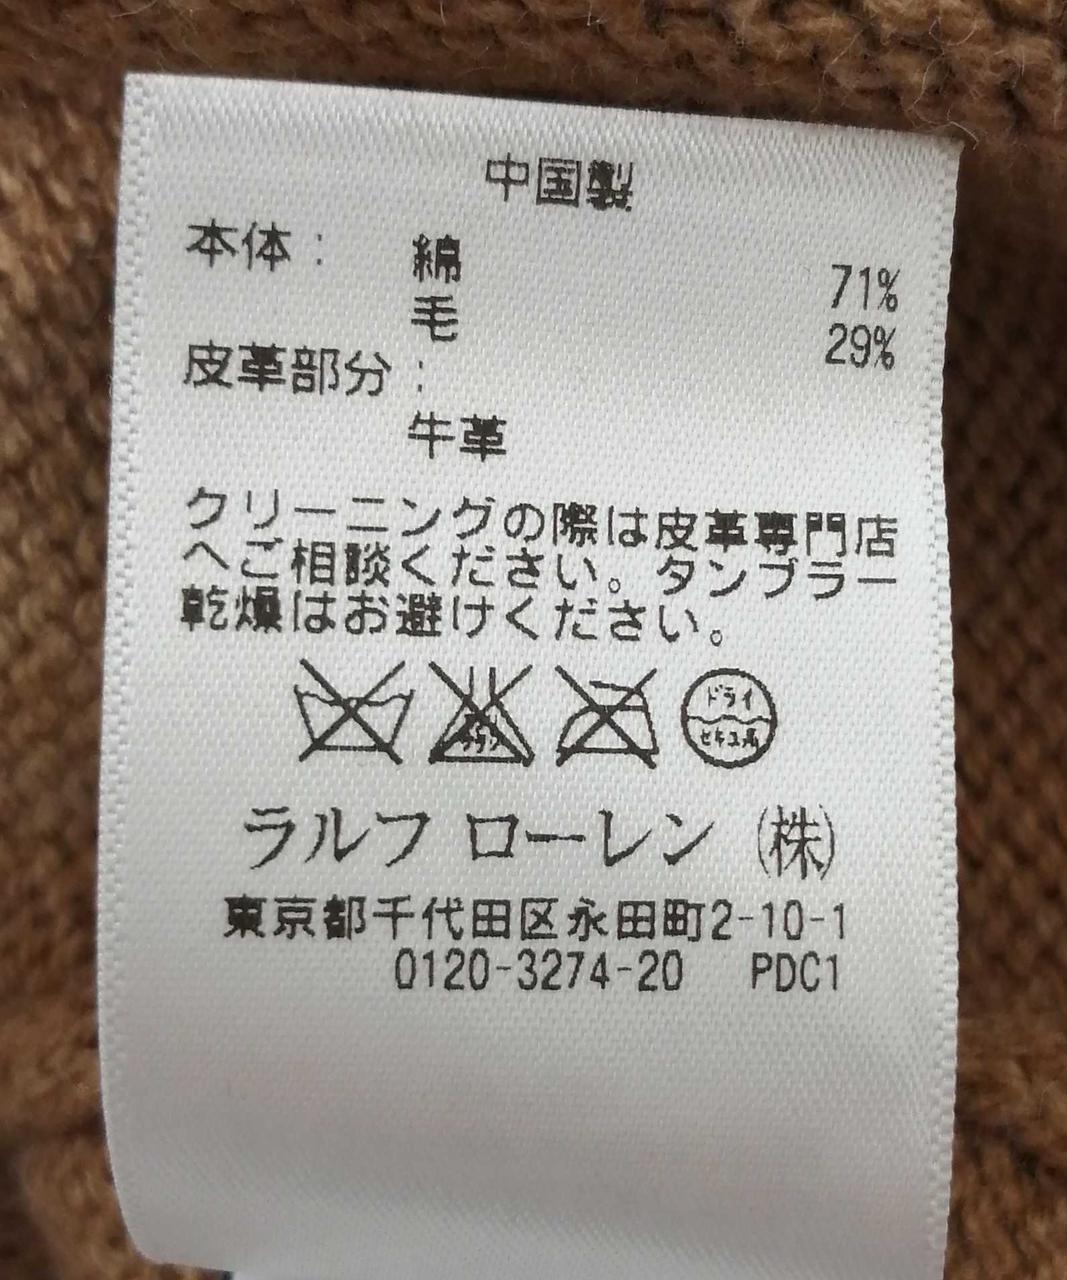 中国製
本体: 綿 71%
毛 29%
皮革部分:
牛革
クリーニングの際は皮革専門店
へご相談ください。タンブラー
乾燥はお避けください。
ドライ
セキユ系
ラルフ ローレン (株)
東京都千代田区永田町2-10-1
0120-3274-20 PDC1